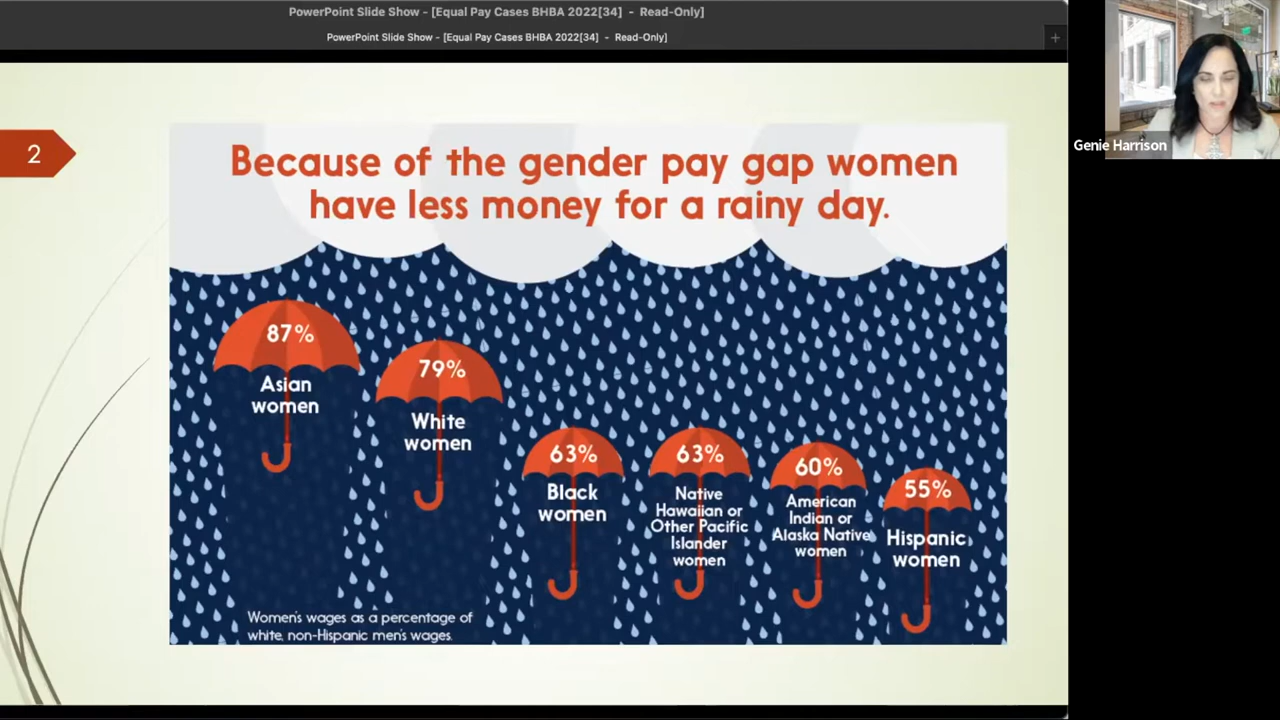 PowerPoint Slide Show - [Equal Pay Cases BHBA 2022[34] - Read-Only]
PowerPoint Slide Show - [Equal Pay Cases BHBA 2022[34] - Read-Only]
+
Genie Harrison
2
Because of the gender pay gap women
have less money for a rainy day.
87%
Asian
women
79%
White
women
63%
Black
women
63%
Native
Hawaiian or
Other Pacific
Islander
women
60%
American
Indian or
Alaska Native
women
55%
Hispanic
women
Women's wages as a percentage of
white, non-Hispanic men's wages.